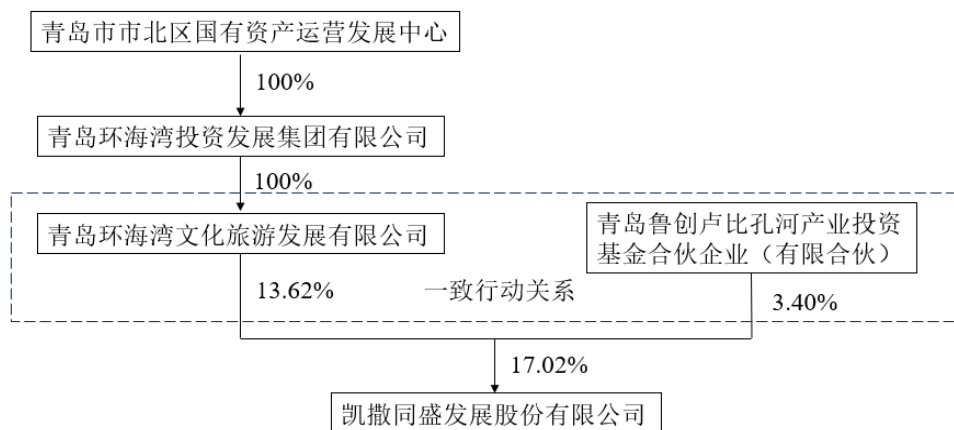 青岛市市北区国有资产运营发展中心
100%
青岛环海湾投资发展集团有限公司
100%
青岛环海湾文化旅游发展有限公司
青岛鲁创卢比孔河产业投资
基金合伙企业（有限合伙）
13.62%
一致行动关系
3.40%
17.02%
凯撒同盛发展股份有限公司